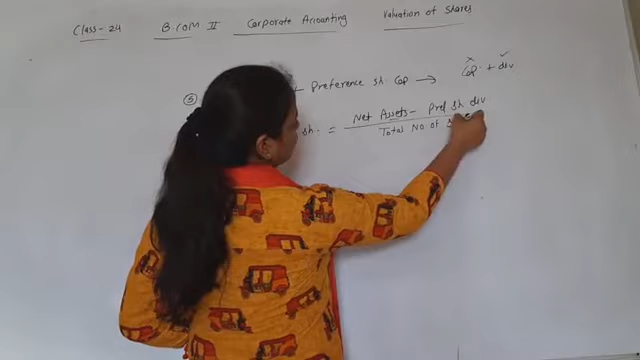 Class-24 B.COM II Corporate Accounting Valuation of Shares
⑤ Preference sh. Cap → Cap. + div
sh. = Net Assets - Pref sh div
Total No of